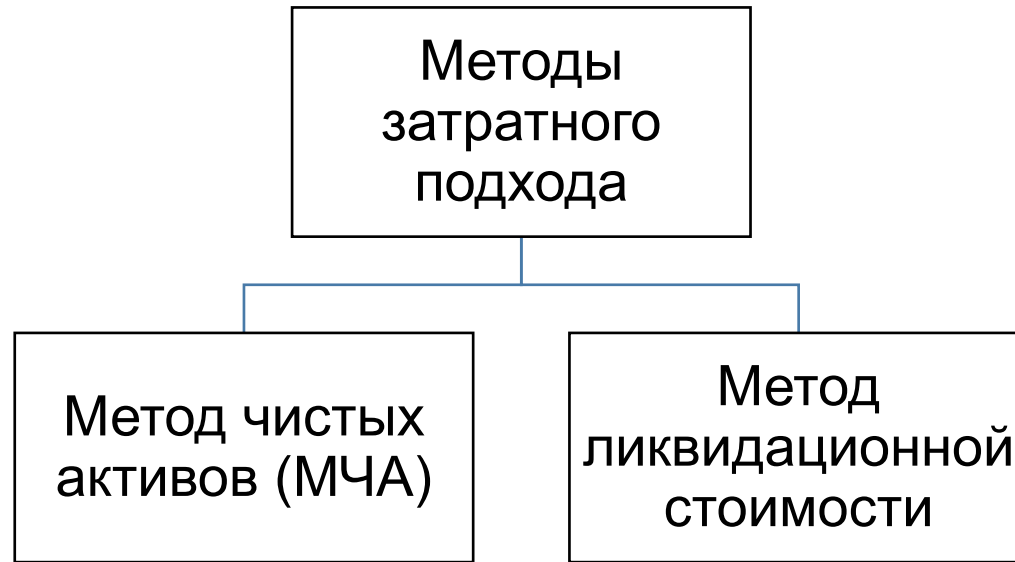 Методы
затратного
подхода
Метод чистых
активов (МЧА)
Метод
ликвидационной
стоимости